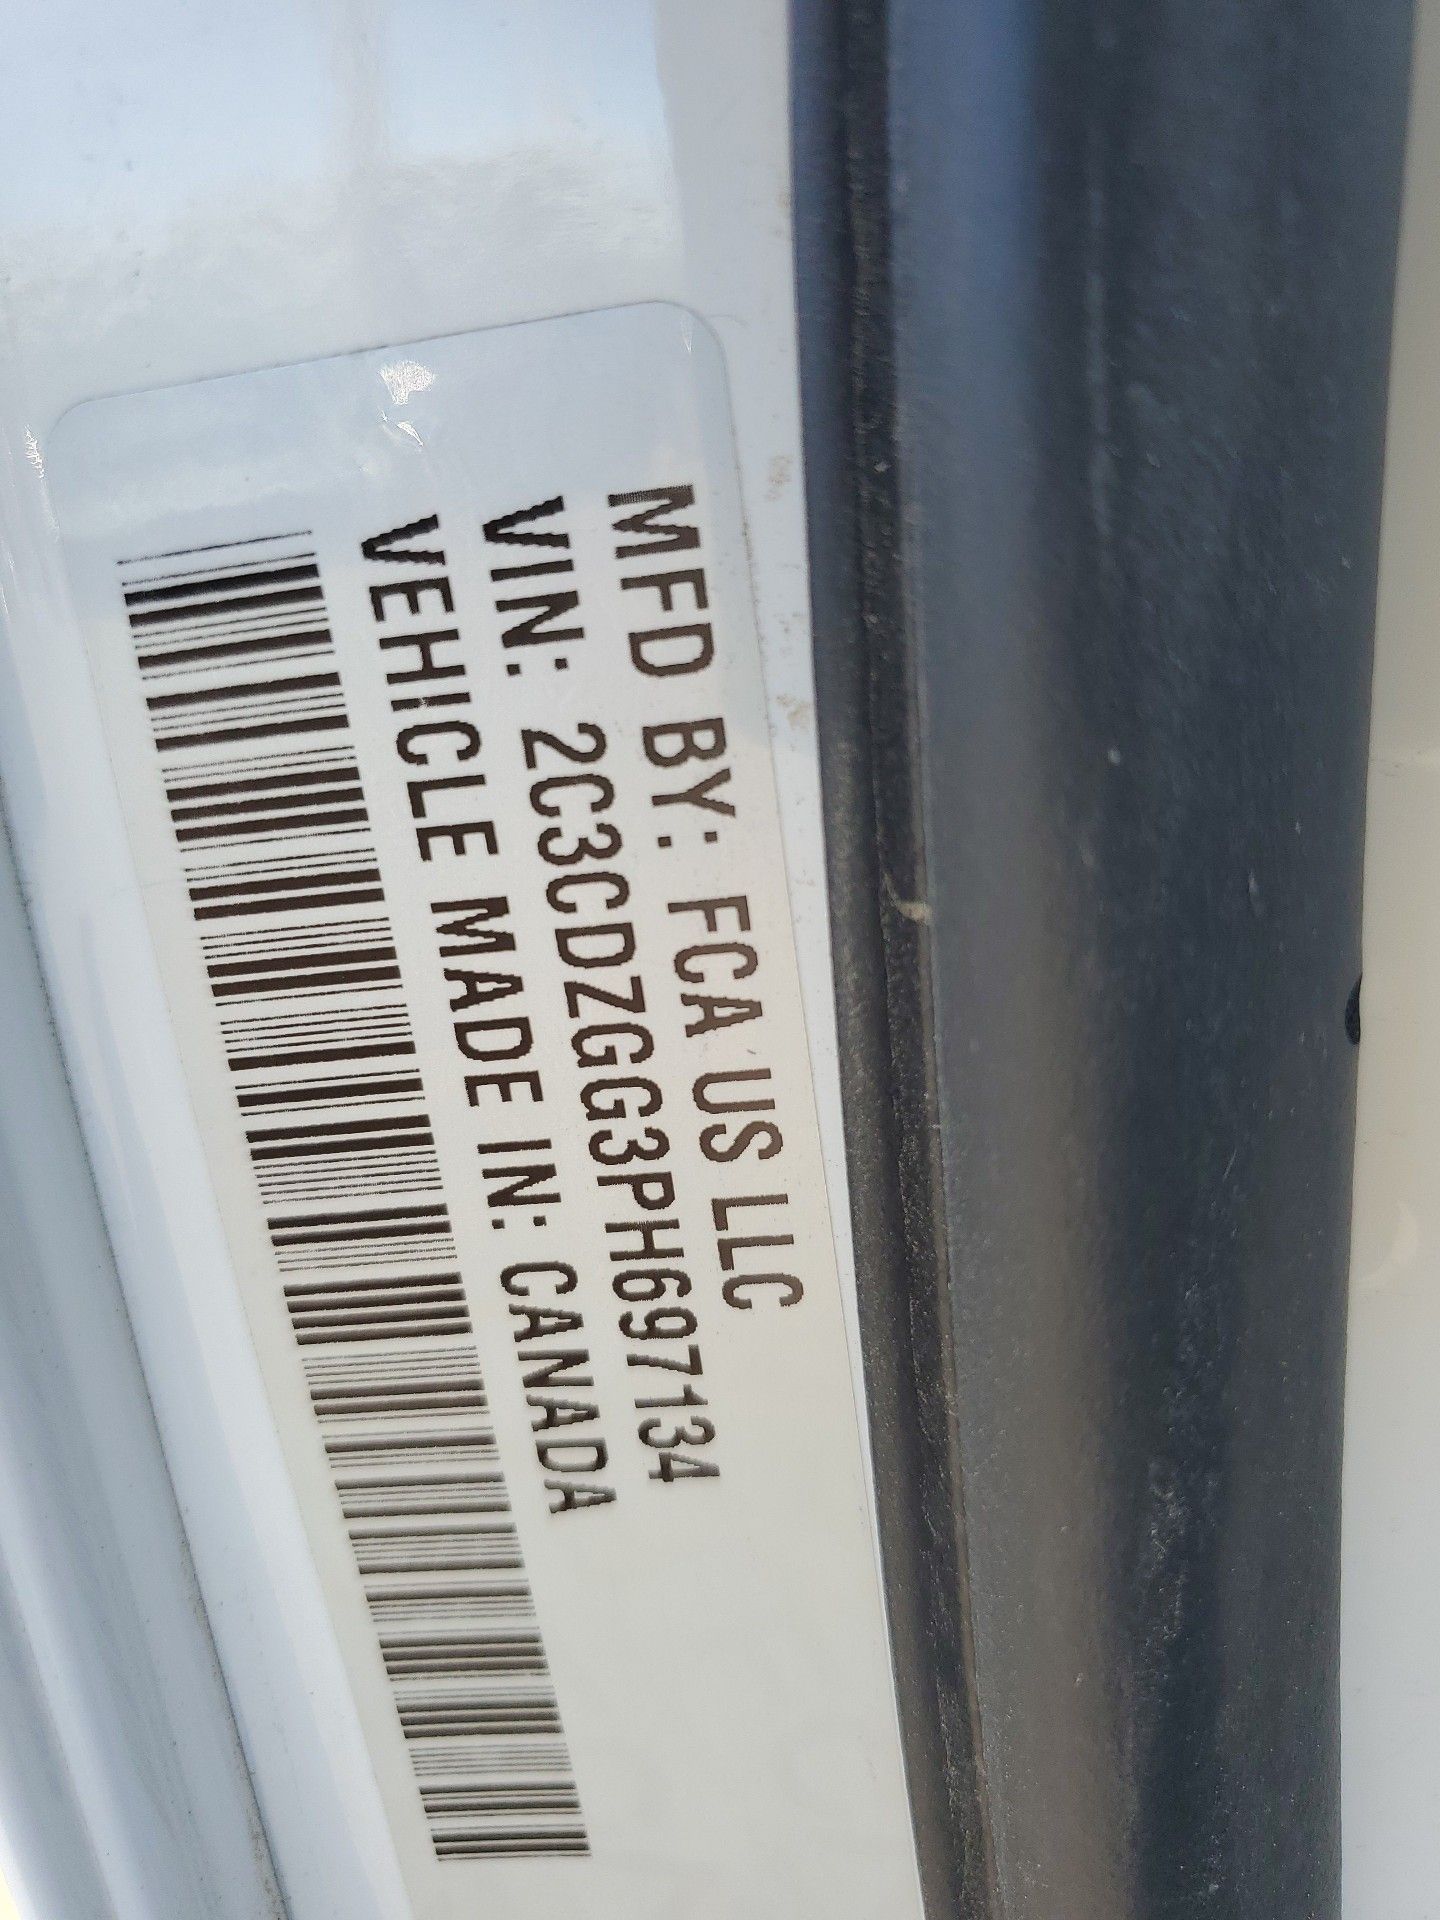 MFD BY: FCA US LLC
VIN: 2C3CDZGG3PH697134
VEHICLE MADE IN: CANADA